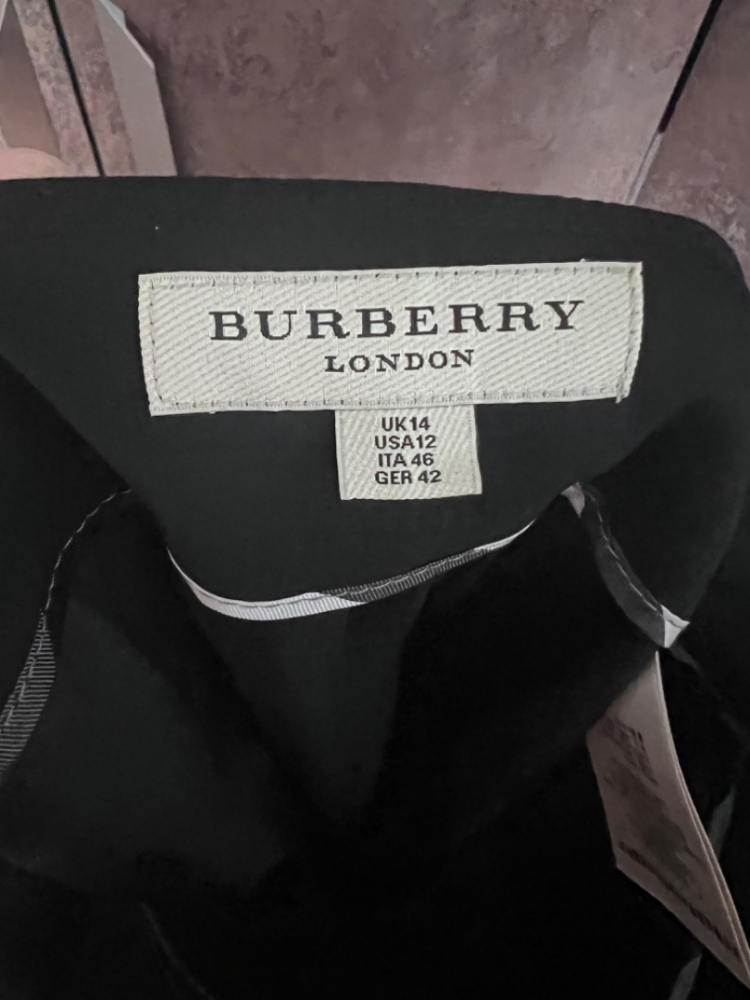 BURBERRY
LONDON
UK14
USA12
ITA 46
GER 42